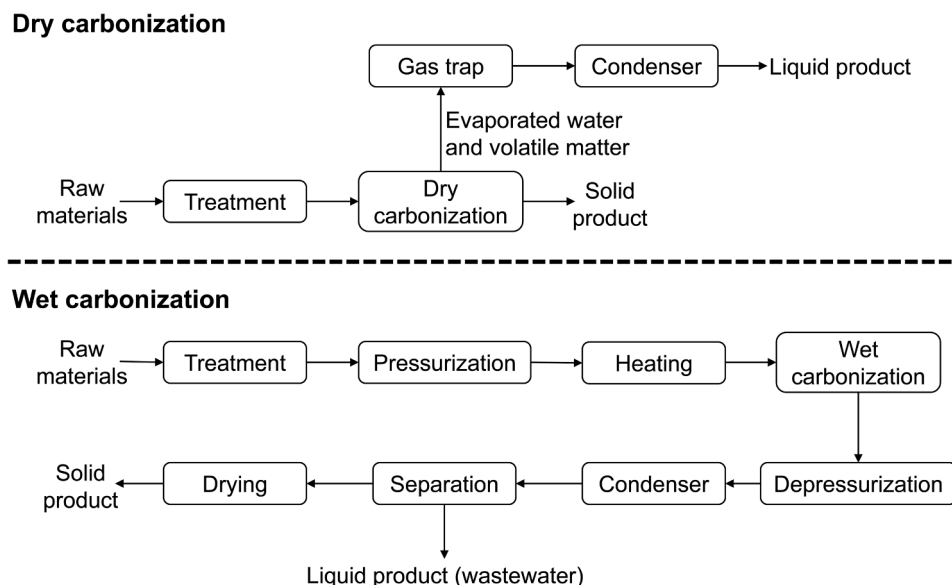 Dry carbonization
Gas trap
Condenser
Liquid product
Evaporated water
and volatile matter
Raw
materials
Treatment
Dry
carbonization
Solid
product
Wet carbonization
Raw
materials
Treatment
Pressurization
Heating
Wet
carbonization
Solid
product
Drying
Separation
Condenser
Depressurization
Liquid product (wastewater)